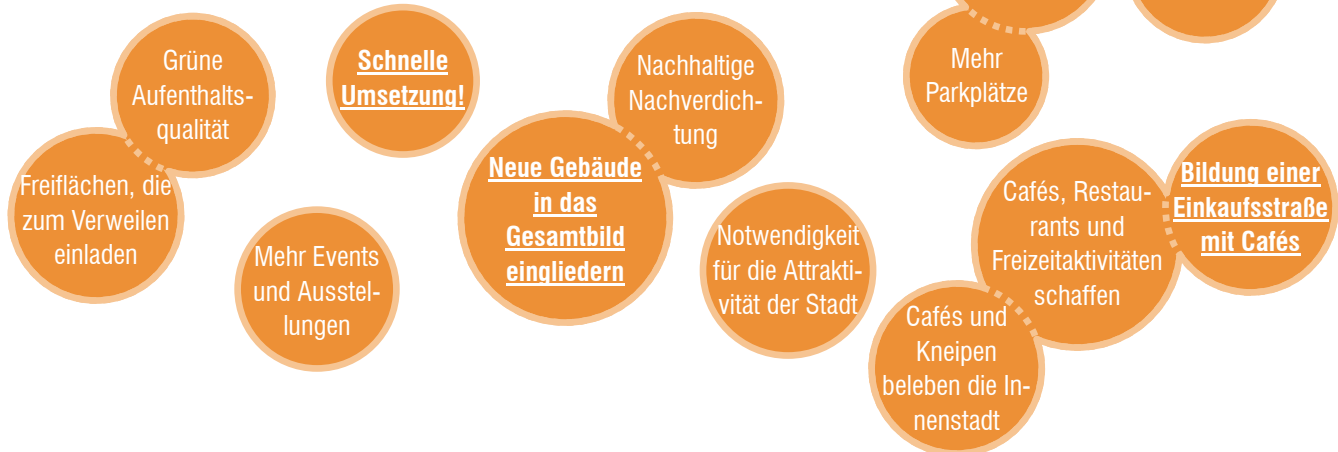 Grüne
Aufenthalts-
qualität
Freiflächen, die
zum Verweilen
einladen
Schnelle
Umsetzung!
Mehr Events
und Ausstel-
lungen
Nachhaltige
Nachverdich-
tung
Neue Gebäude
in das
Gesamtbild
eingliedern
Notwendigkeit
für die Attrakti-
vität der Stadt
Mehr
Parkplätze
Cafés, Restau-
rants und
Freizeitaktivitäten
schaffen
Bildung einer
Einkaufsstraße
mit Cafés
Cafés und
Kneipen
beleben die In-
nenstadt